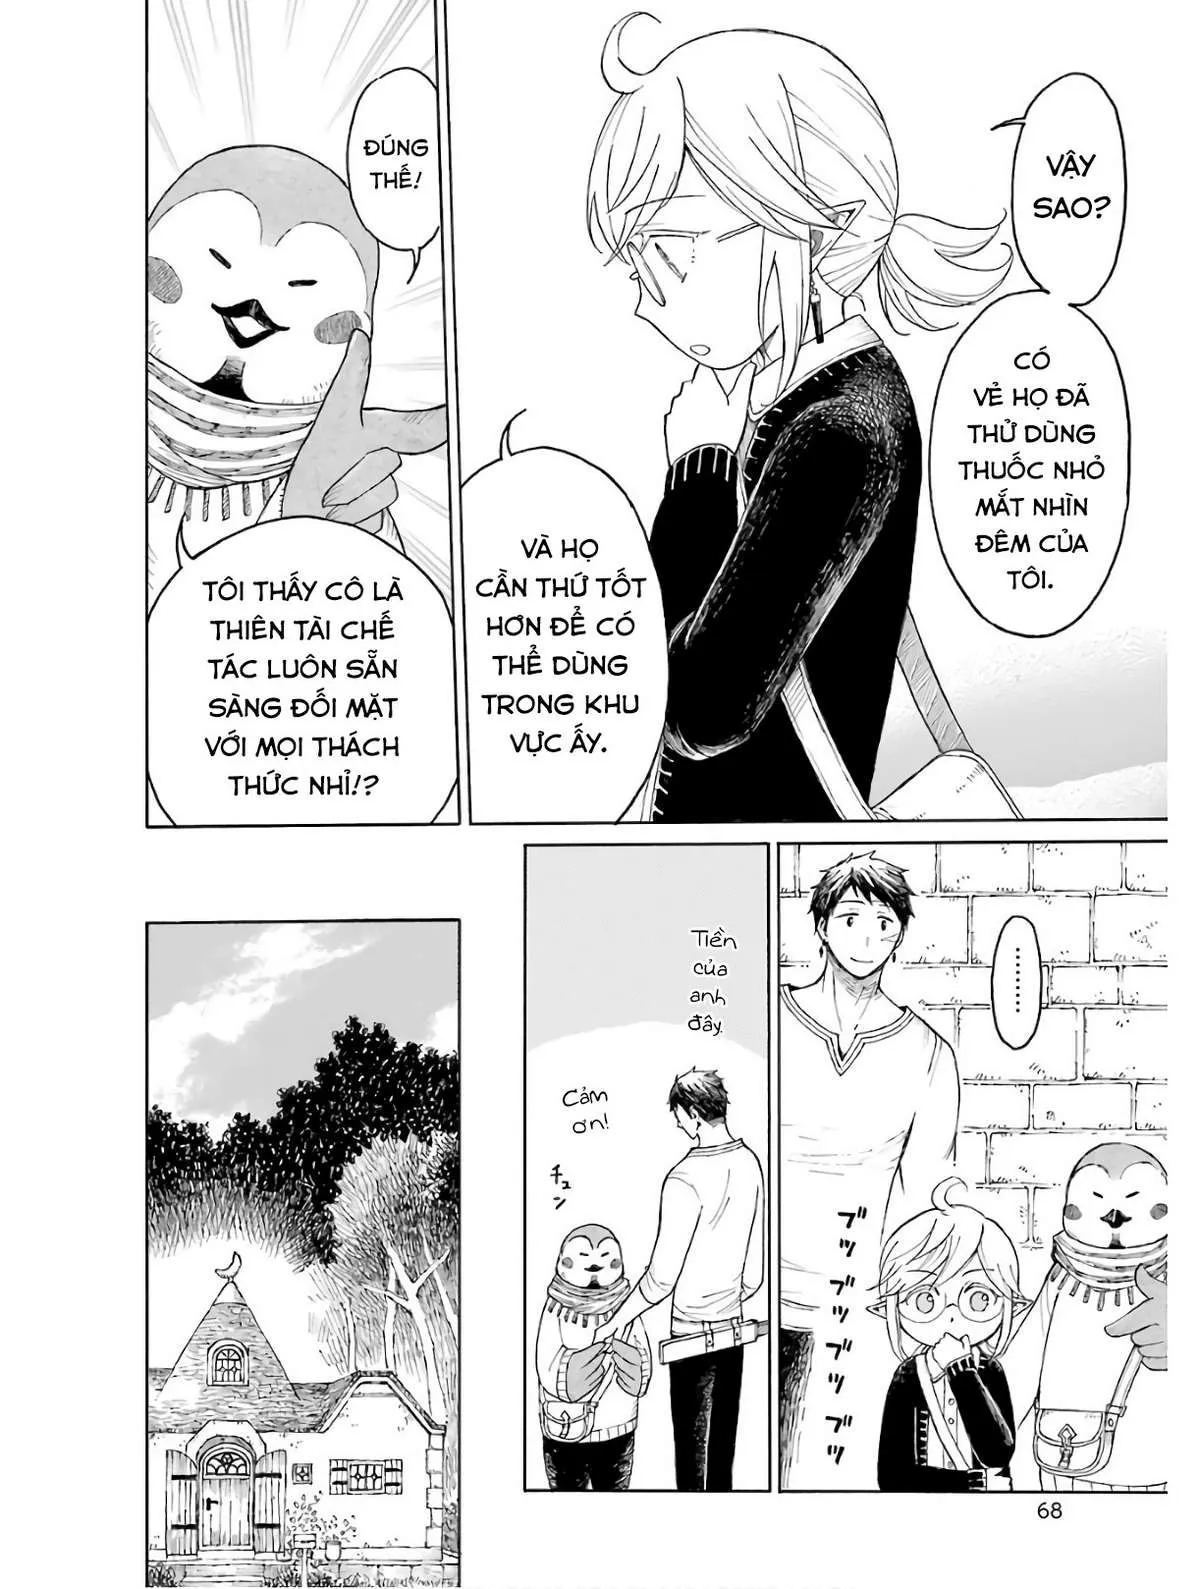 VẬY
SAO?
CÓ
VẺ HỌ ĐÃ
THỬ DÙNG
THUỐC NHỎ
MẮT NHÌN
ĐÊM CỦA
TÔI.
VÀ HỌ
CẦN THỨ TỐT
HƠN ĐỂ CÓ
THỂ DÙNG
TRONG KHU
VỰC ẤY.
ĐÚNG
THẾ!
TÔI THẤY CÔ LÀ
THIÊN TÀI CHẾ
TÁC LUÔN SẴN
SÀNG ĐỐI MẶT
VỚI MỌI THÁCH
THỨC NHỈ!?
.........
ブツブツブツブツ
Tiền
của
anh
đây.
Cảm
ơn!
チュン
68